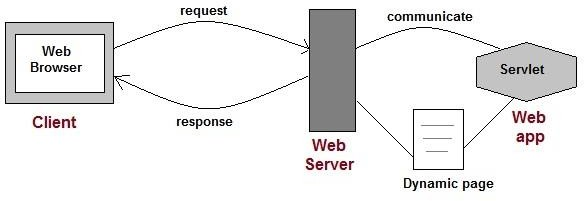 request
communicate
Web
Browser
Servlet
Client
response
Web
Server
Web
app
Dynamic page